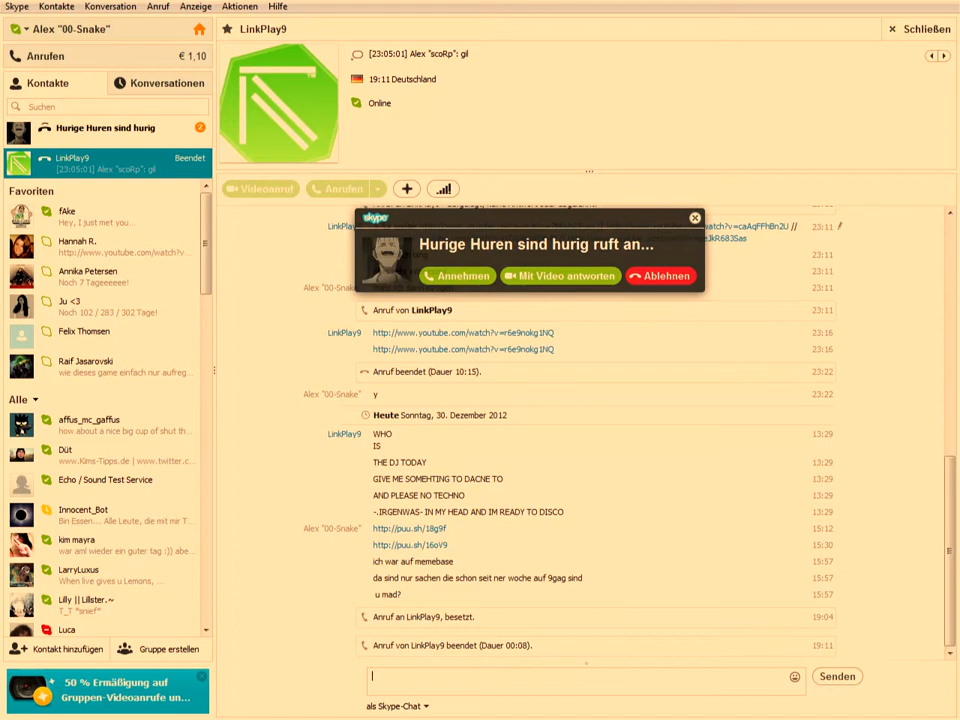 Skype Kontakte Konversation Anruf Anzeige Aktionen Hilfe
Alex "00-Snake"
Anrufen € 1,10
Kontakte Konversationen
Suchen
Hurige Huren sind hurig 2
LinkPlay9 Beendet
[23:05:01] Alex "scoRp": gil
Favoriten
fAke
Hey, I just met you...
Hannah R.
http://www.youtube.com/watch?v...
Annika Petersen
Noch 7 Tageeeeee!
Ju <3
Noch 102 / 283 / 302 Tage!
Felix Thomsen
Raif Jasarovski
wie dieses game einfach nur aufreg...
Alle
affus_mc_gaffus
how about a nice big cup of shut th...
Düt
www.Kims-Tipps.de | www.twitter.c...
Echo / Sound Test Service
Innocent_Bot
Bin Essen... Alle Leute, die mit mir T...
kim mayra
war aml wieder ein guter tag :)) abe...
LarryLuxus
When live gives u Lemons, ...
Lilly || Lillster.~
T_T "snief"
Luca
Kontakt hinzufügen Gruppe erstellen
50 % Ermäßigung auf
Gruppen-Videoanrufe un...
LinkPlay9 Schließen
[23:05:01] Alex "scoRp": gil
19:11 Deutschland
Online
Videoanruf Anrufen
skype
Hurige Huren sind hurig ruft an...
Annehmen Mit Video antworten Ablehnen
23:11
23:11
23:11
Alex "00-Snake" 23:11
Anruf von LinkPlay9 23:11
LinkPlay9 http://www.youtube.com/watch?v=r6e9nokg1NQ 23:16
http://www.youtube.com/watch?v=r6e9nokg1NQ 23:16
Anruf beendet (Dauer 10:15). 23:22
Alex "00-Snake" y 23:22
Heute Sonntag, 30. Dezember 2012
LinkPlay9 WHO 13:29
IS
THE DJ TODAY 13:29
GIVE ME SOMEHTING TO DACNE TO 13:29
AND PLEASE NO TECHNO 13:29
-.IRGENWAS- IN MY HEAD AND IM READY TO DISCO 13:29
Alex "00-Snake" http://puu.sh/18g9f 15:12
http://puu.sh/16oV9 15:30
ich war auf memebase 15:57
da sind nur sachen die schon seit ner woche auf 9gag sind 15:57
u mad? 15:57
Anruf an LinkPlay9, besetzt. 19:04
Anruf von LinkPlay9 beendet (Dauer 00:08). 19:11
Senden
als Skype-Chat